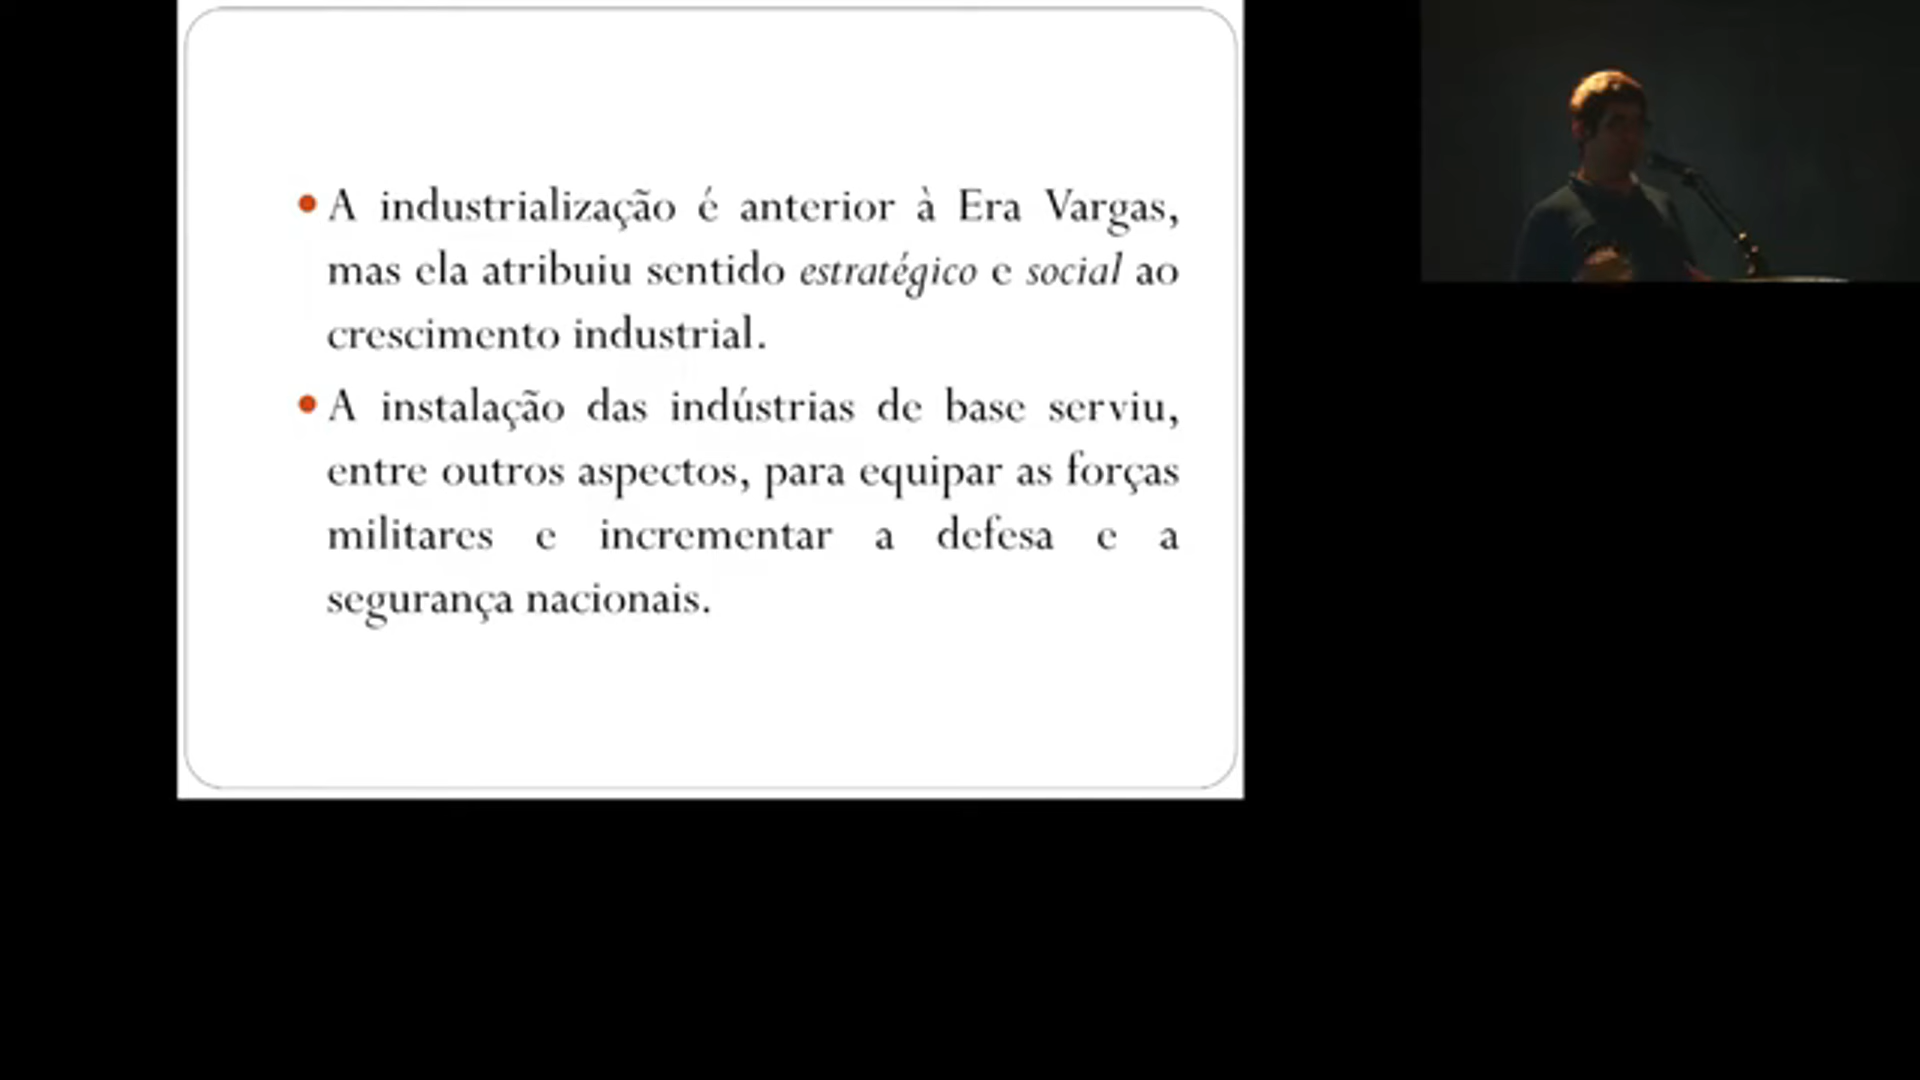 A industrialização é anterior à Era Vargas,
mas ela atribuiu sentido estratégico e social ao
crescimento industrial.
A instalação das indústrias de base serviu,
entre outros aspectos, para equipar as forças
militares e incrementar a defesa e a
segurança nacionais.